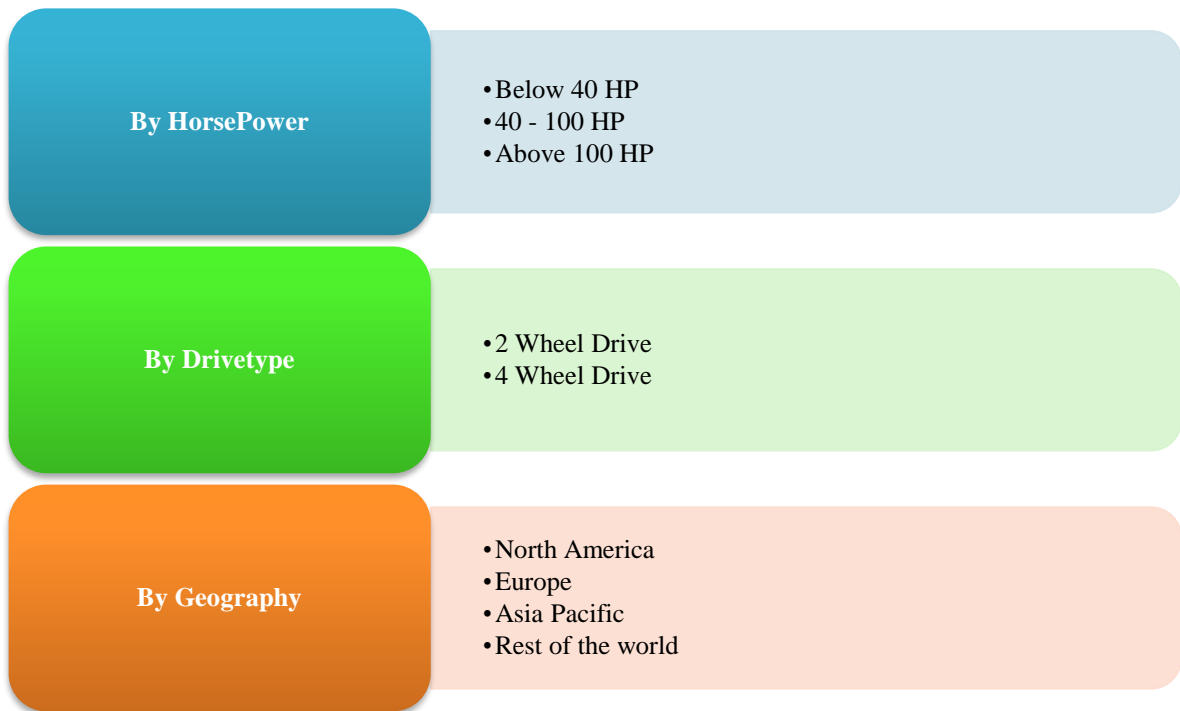 By HorsePower
•Below 40 HP
•40 - 100 HP
•Above 100 HP
By Drivetype
•2 Wheel Drive
•4 Wheel Drive
By Geography
•North America
•Europe
•Asia Pacific
•Rest of the world